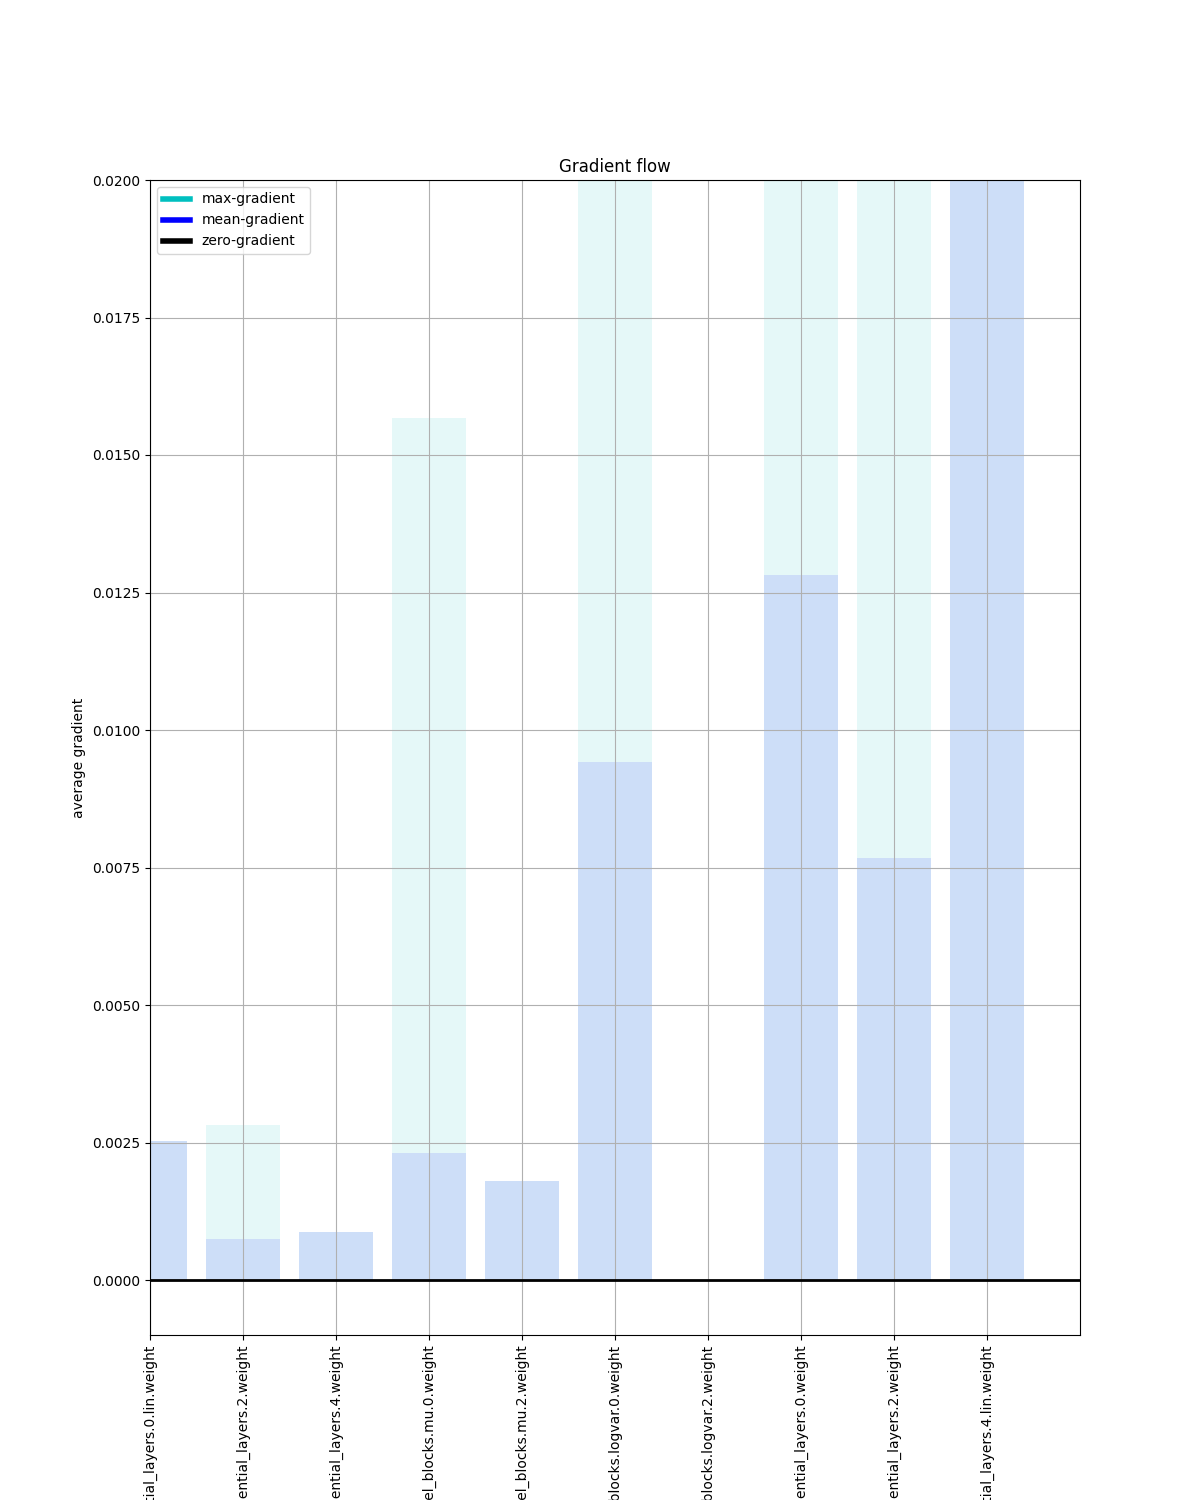 Gradient flow
max-gradient
mean-gradient
zero-gradient
0.0200
0.0175
0.0150
0.0125
0.0100
0.0075
0.0050
0.0025
0.0000
average gradient
tial_layers.0.lin.weight
ential_layers.2.weight
ential_layers.4.weight
el_blocks.mu.0.weight
el_blocks.mu.2.weight
blocks.logvar.0.weight
blocks.logvar.2.weight
ential_layers.0.weight
ential_layers.2.weight
tial_layers.4.lin.weight